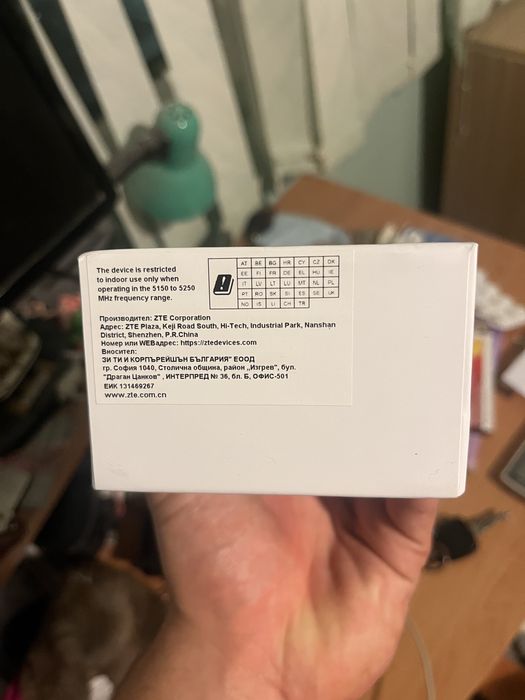 The device is restricted
to indoor use only when
operating in the 5150 to 5250
MHz frequency range.
AT BE BG HR CY CZ DK
EE FI FR DE EL HU IE
IT LV LT LU MT NL PL
PT RO SK SI ES SE UK
NO IS LI CH TR
Производител: ZTE Corporation
Адрес: ZTE Plaza, Keji Road South, Hi-Tech, Industrial Park, Nanshan
District, Shenzhen, P.R.China
Номер или WEBадрес: https://ztedevices.com
Вносител:
ЗИ ТИ И КОРПЪРЕЙШЪН БЪЛГАРИЯ" ЕООД
гр. София 1040, Столична община, район „Изгрев", бул.
"Драган Цанков" , ИНТЕРПРЕД № 36, бл. Б, ОФИС-501
ЕИК 131469267
www.zte.com.cn